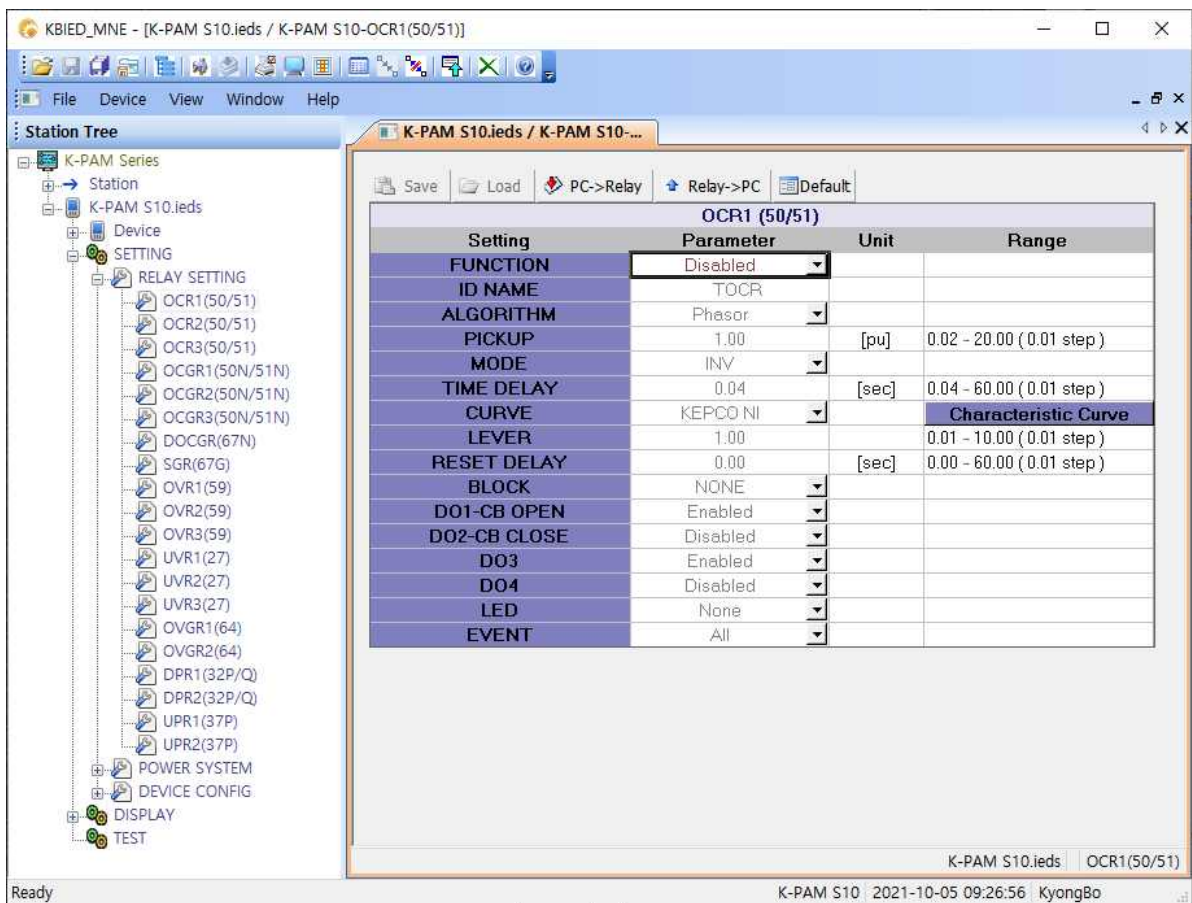 KBIED_MNE - [K-PAM S10.ieds / K-PAM S10-OCR1(50/51)]
File Device View Window Help
Station Tree
K-PAM S10.ieds / K-PAM S10-...
K-PAM Series
Station
K-PAM S10.ieds
Device
SETTING
RELAY SETTING
OCR1(50/51)
OCR2(50/51)
OCR3(50/51)
OCGR1(50N/51N)
OCGR2(50N/51N)
OCGR3(50N/51N)
DOCGR(67N)
SGR(67G)
OVR1(59)
OVR2(59)
OVR3(59)
UVR1(27)
UVR2(27)
UVR3(27)
OVGR1(64)
OVGR2(64)
DPR1(32P/Q)
DPR2(32P/Q)
UPR1(37P)
UPR2(37P)
POWER SYSTEM
DEVICE CONFIG
DISPLAY
TEST
Save Load PC->Relay Relay->PC Default
OCR1 (50/51)
Setting Parameter Unit Range
FUNCTION Disabled
ID NAME TOCR
ALGORITHM Phasor
PICKUP 1.00 [pu] 0.02 - 20.00 ( 0.01 step )
MODE INV
TIME DELAY 0.04 [sec] 0.04 - 60.00 ( 0.01 step )
CURVE KEPCO NI Characteristic Curve
LEVER 1.00 0.01 - 10.00 ( 0.01 step )
RESET DELAY 0.00 [sec] 0.00 - 60.00 ( 0.01 step )
BLOCK NONE
DO1-CB OPEN Enabled
DO2-CB CLOSE Disabled
DO3 Enabled
DO4 Disabled
LED None
EVENT All
K-PAM S10.ieds OCR1(50/51)
Ready K-PAM S10 2021-10-05 09:26:56 KyongBo